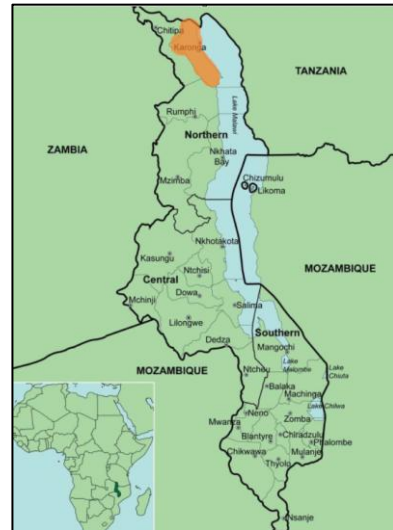 Chitipa
Karonga
TANZANIA
Lake Malawi
Rumphi
Northern
ZAMBIA
Nkhata
Bay
Chizumulu
Likoma
Mzimba
Nkhotakota
Kasungu
MOZAMBIQUE
Central
Ntchisi
Dowa
Mchinji
Salima
Lilongwe
Southern
Dedza
Mangochi
Lake
Malombe
Lake
Chiuta
MOZAMBIQUE
Ntcheu
Balaka
Machinga
Neno
Zomba
Lake Chilwa
Mwanza
Blantyre
Chiradzulu
Phalombe
Chikwawa
Mulanje
Thyolo
Nsanje